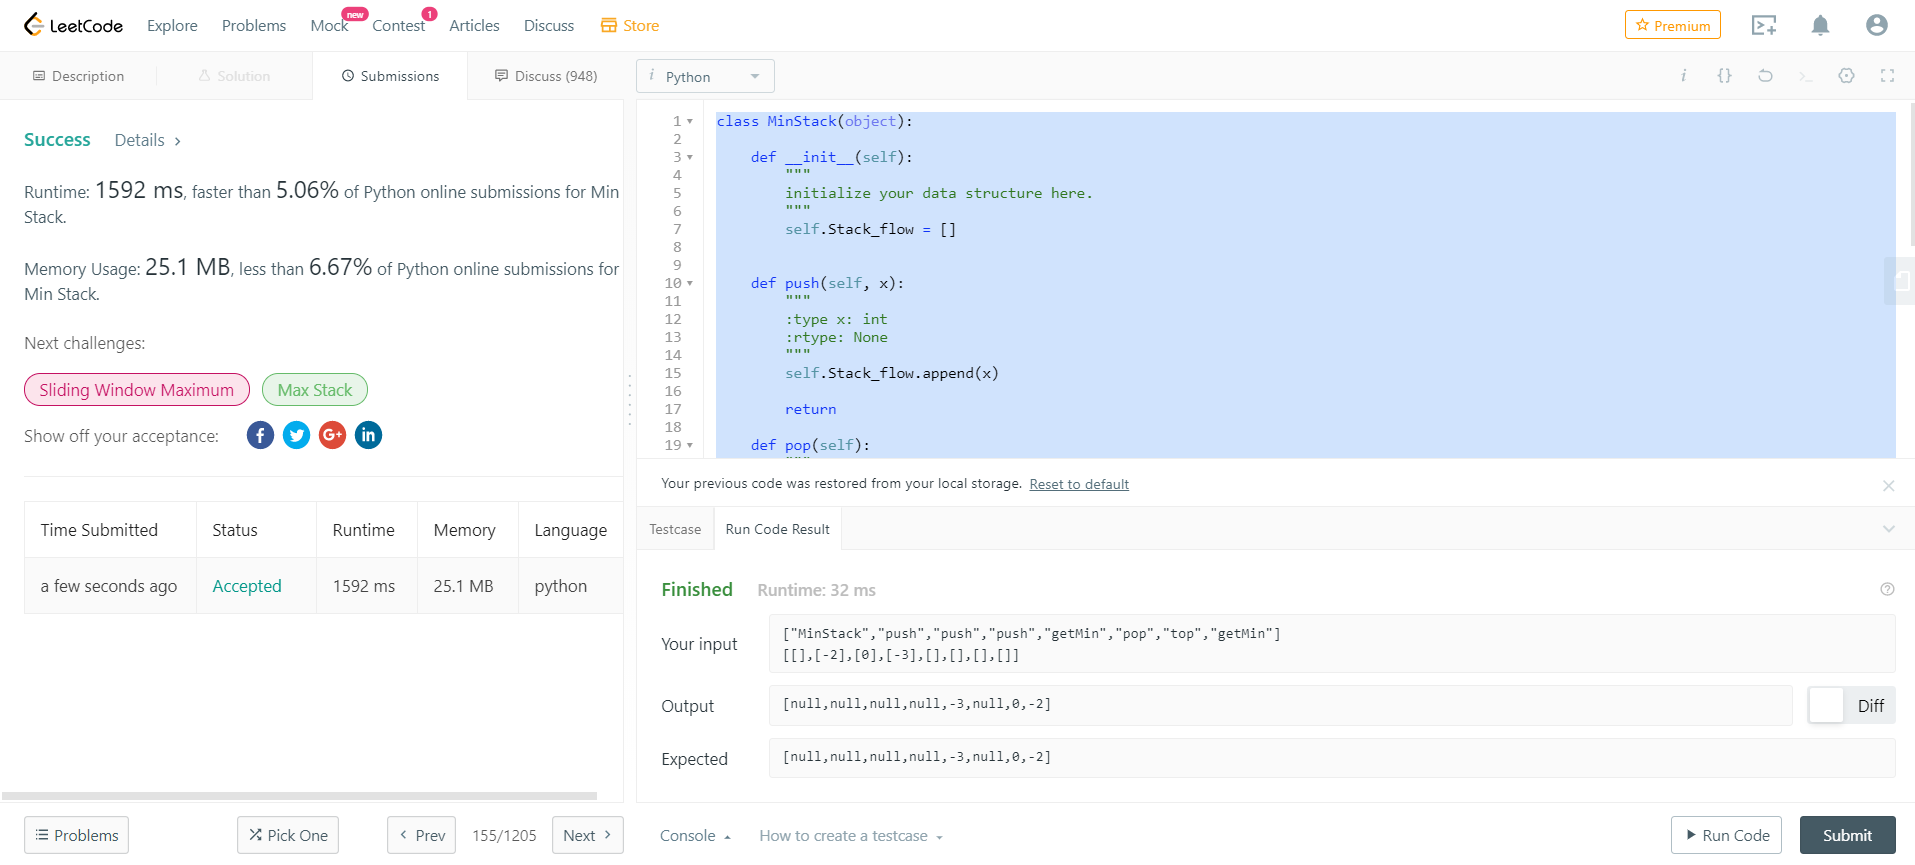 LeetCode Explore Problems Mock new Contest 1 Articles Discuss Store Premium
Description Solution Submissions Discuss (948)
Success Details >
Runtime: 1592 ms, faster than 5.06% of Python online submissions for Min
Stack.
Memory Usage: 25.1 MB, less than 6.67% of Python online submissions for
Min Stack.
Next challenges:
Sliding Window Maximum Max Stack
Show off your acceptance: f G+ in
Time Submitted Status Runtime Memory Language
a few seconds ago Accepted 1592 ms 25.1 MB python
Problems Pick One < Prev 155/1205 Next >
i Python i {} >_
1 class MinStack(object):
2
3     def __init__(self):
4         """
5         initialize your data structure here.
6         """
7         self.Stack_flow = []
8
9
10     def push(self, x):
11         """
12         :type x: int
13         :rtype: None
14         """
15         self.Stack_flow.append(x)
16
17         return
18
19     def pop(self):
"""
Your previous code was restored from your local storage. Reset to default
Testcase Run Code Result
Finished Runtime: 32 ms
Your input
["MinStack","push","push","push","getMin","pop","top","getMin"]
[[],[-2],[0],[-3],[],[],[],[]]
Output [null,null,null,null,-3,null,0,-2] Diff
Expected [null,null,null,null,-3,null,0,-2]
Console How to create a testcase Run Code Submit